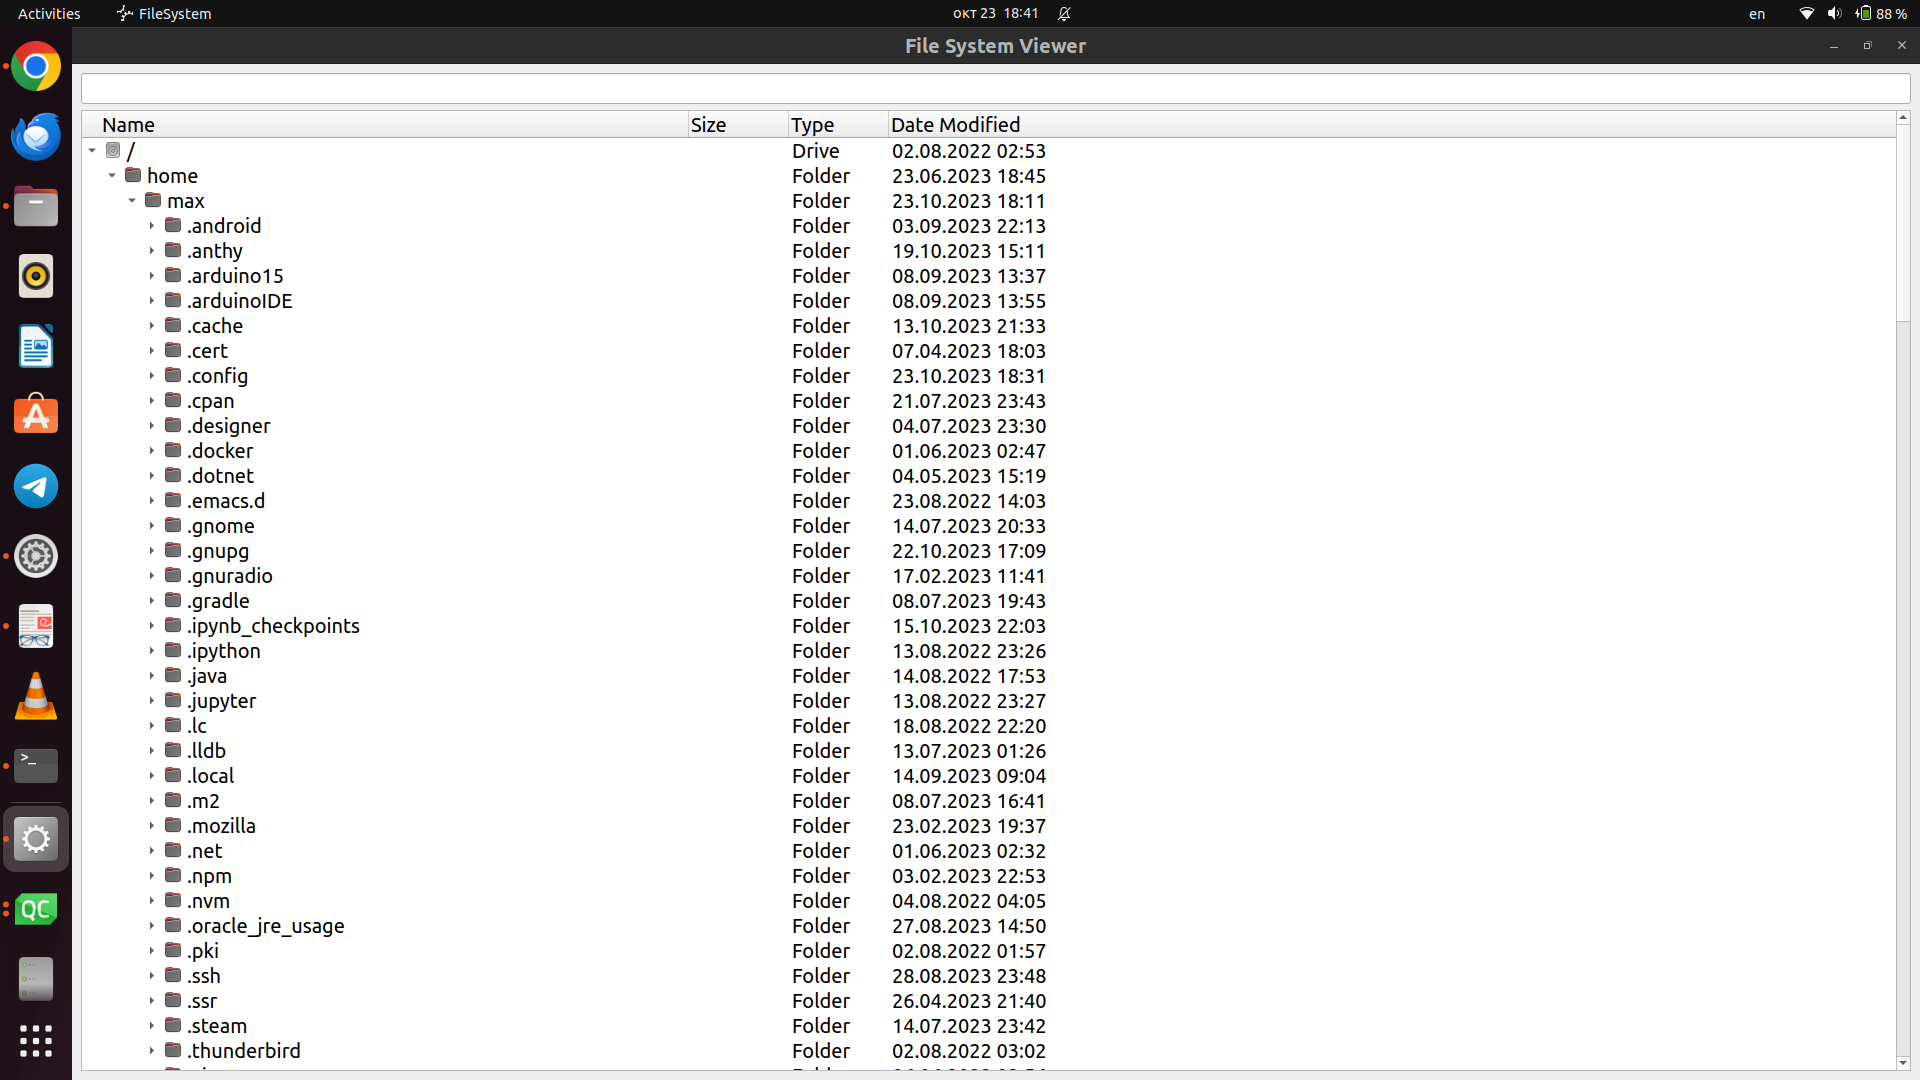 Activities FileSystem окт 23 18:41 en 88 %
File System Viewer
Name Size Type Date Modified
/ Drive 02.08.2022 02:53
home Folder 23.06.2023 18:45
max Folder 23.10.2023 18:11
.android Folder 03.09.2023 22:13
.anthy Folder 19.10.2023 15:11
.arduino15 Folder 08.09.2023 13:37
.arduinoIDE Folder 08.09.2023 13:55
.cache Folder 13.10.2023 21:33
.cert Folder 07.04.2023 18:03
.config Folder 23.10.2023 18:31
.cpan Folder 21.07.2023 23:43
.designer Folder 04.07.2023 23:30
.docker Folder 01.06.2023 02:47
.dotnet Folder 04.05.2023 15:19
.emacs.d Folder 23.08.2022 14:03
.gnome Folder 14.07.2023 20:33
.gnupg Folder 22.10.2023 17:09
.gnuradio Folder 17.02.2023 11:41
.gradle Folder 08.07.2023 19:43
.ipynb_checkpoints Folder 15.10.2023 22:03
.ipython Folder 13.08.2022 23:26
.java Folder 14.08.2022 17:53
.jupyter Folder 13.08.2022 23:27
.lc Folder 18.08.2022 22:20
.lldb Folder 13.07.2023 01:26
.local Folder 14.09.2023 09:04
.m2 Folder 08.07.2023 16:41
.mozilla Folder 23.02.2023 19:37
.net Folder 01.06.2023 02:32
.npm Folder 03.02.2023 22:53
.nvm Folder 04.08.2022 04:05
QC
.oracle_jre_usage Folder 27.08.2023 14:50
.pki Folder 02.08.2022 01:57
.ssh Folder 28.08.2023 23:48
.ssr Folder 26.04.2023 21:40
.steam Folder 14.07.2023 23:42
.thunderbird Folder 02.08.2022 03:02